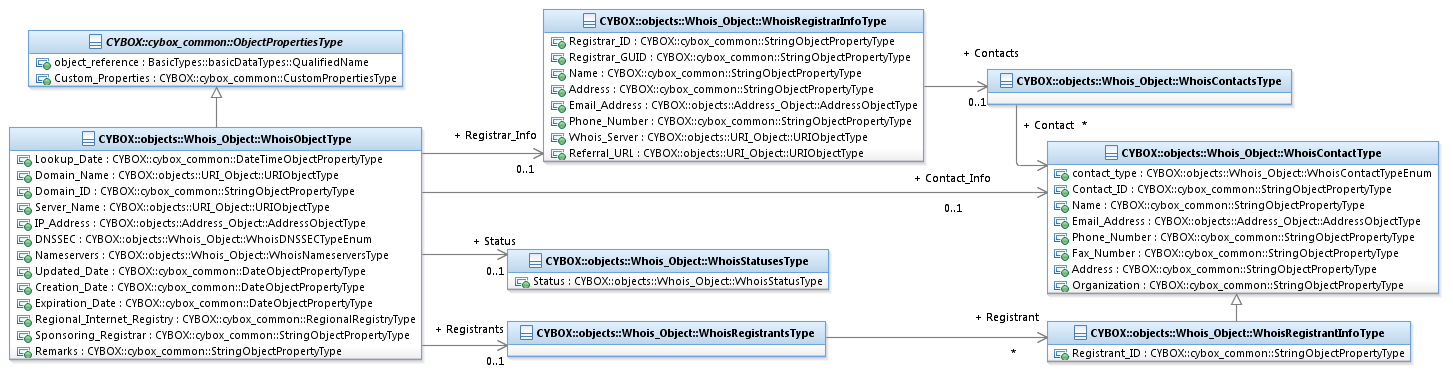 CYBOX::cybox_common::ObjectPropertiesType
object_reference : BasicTypes::basicDataTypes::QualifiedName
Custom_Properties : CYBOX::cybox_common::CustomPropertiesType
CYBOX::objects::Whois_Object::WhoisObjectType
Lookup_Date : CYBOX::cybox_common::DateTimeObjectPropertyType
Domain_Name : CYBOX::objects::URI_Object::URIObjectType
Domain_ID : CYBOX::cybox_common::StringObjectPropertyType
Server_Name : CYBOX::objects::URI_Object::URIObjectType
IP_Address : CYBOX::objects::Address_Object::AddressObjectType
DNSSEC : CYBOX::objects::Whois_Object::WhoisDNSSECTypeEnum
Nameservers : CYBOX::objects::Whois_Object::WhoisNameserversType
Updated_Date : CYBOX::cybox_common::DateObjectPropertyType
Creation_Date : CYBOX::cybox_common::DateObjectPropertyType
Expiration_Date : CYBOX::cybox_common::DateObjectPropertyType
Regional_Internet_Registry : CYBOX::cybox_common::RegionalRegistryType
Sponsoring_Registrar : CYBOX::cybox_common::StringObjectPropertyType
Remarks : CYBOX::cybox_common::StringObjectPropertyType
+ Registrar_Info
0..1
CYBOX::objects::Whois_Object::WhoisRegistrarInfoType
Registrar_ID : CYBOX::cybox_common::StringObjectPropertyType
Registrar_GUID : CYBOX::cybox_common::StringObjectPropertyType
Name : CYBOX::cybox_common::StringObjectPropertyType
Address : CYBOX::cybox_common::StringObjectPropertyType
Email_Address : CYBOX::objects::Address_Object::AddressObjectType
Phone_Number : CYBOX::cybox_common::StringObjectPropertyType
Whois_Server : CYBOX::objects::URI_Object::URIObjectType
Referral_URL : CYBOX::objects::URI_Object::URIObjectType
+ Contacts
0..1
CYBOX::objects::Whois_Object::WhoisContactsType
+ Contact *
+ Contact_Info
0..1
CYBOX::objects::Whois_Object::WhoisContactType
contact_type : CYBOX::objects::Whois_Object::WhoisContactTypeEnum
Contact_ID : CYBOX::cybox_common::StringObjectPropertyType
Name : CYBOX::cybox_common::StringObjectPropertyType
Email_Address : CYBOX::objects::Address_Object::AddressObjectType
Phone_Number : CYBOX::cybox_common::StringObjectPropertyType
Fax_Number : CYBOX::cybox_common::StringObjectPropertyType
Address : CYBOX::cybox_common::StringObjectPropertyType
Organization : CYBOX::cybox_common::StringObjectPropertyType
+ Status
0..1
CYBOX::objects::Whois_Object::WhoisStatusesType
Status : CYBOX::objects::Whois_Object::WhoisStatusType
+ Registrants
0..1
CYBOX::objects::Whois_Object::WhoisRegistrantsType
+ Registrant
*
CYBOX::objects::Whois_Object::WhoisRegistrantInfoType
Registrant_ID : CYBOX::cybox_common::StringObjectPropertyType